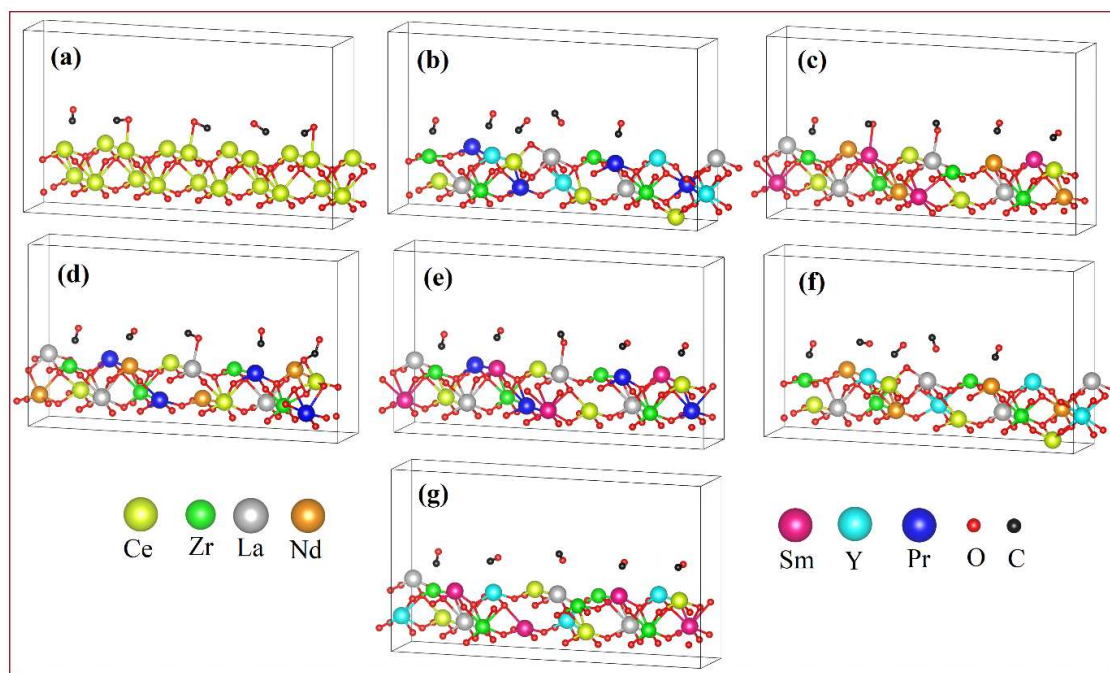 (a) (b) (c)
(d) (e) (f)
(g)
Ce Zr La Nd
Sm Y Pr O C